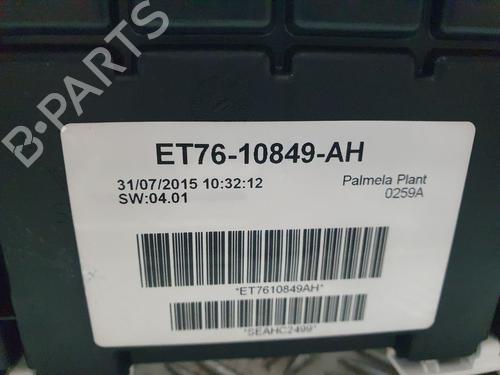 B-PARTS
ET76-10849-AH
31/07/2015 10:32:12
Palmela Plant
SW:04.01
0259A
*ET7610849AH*
*SEAHC2499*